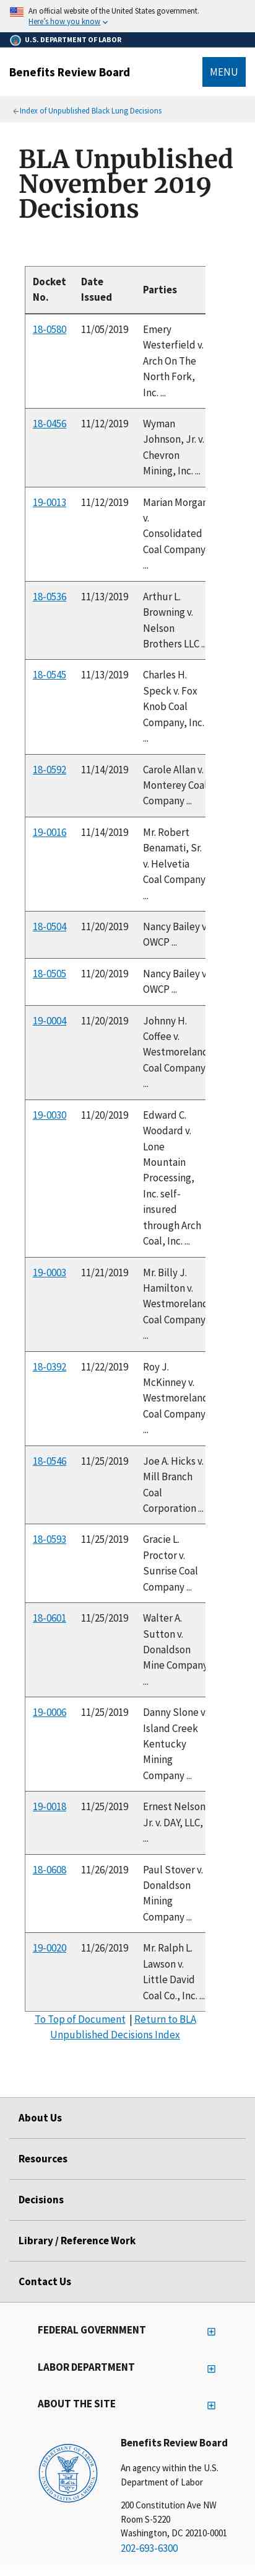 An official website of the United States government.
Here's how you know
U.S. DEPARTMENT OF LABOR
Benefits Review Board
MENU
Index of Unpublished Black Lung Decisions
BLA Unpublished
November 2019
Decisions
Docket No. Date Issued Parties
18-0580 11/05/2019 Emery
Westerfield v.
Arch On The
North Fork,
Inc. ...
18-0456 11/12/2019 Wyman
Johnson, Jr. v.
Chevron
Mining, Inc. ...
19-0013 11/12/2019 Marian Morgan
v.
Consolidated
Coal Company
...
18-0536 11/13/2019 Arthur L.
Browning v.
Nelson
Brothers LLC ..
18-0545 11/13/2019 Charles H.
Speck v. Fox
Knob Coal
Company, Inc.
...
18-0592 11/14/2019 Carole Allan v.
Monterey Coal
Company ...
19-0016 11/14/2019 Mr. Robert
Benamati, Sr.
v. Helvetia
Coal Company
...
18-0504 11/20/2019 Nancy Bailey v
OWCP ...
18-0505 11/20/2019 Nancy Bailey v
OWCP ...
19-0004 11/20/2019 Johnny H.
Coffee v.
Westmoreland
Coal Company
...
19-0030 11/20/2019 Edward C.
Woodard v.
Lone
Mountain
Processing,
Inc. self-
insured
through Arch
Coal, Inc. ...
19-0003 11/21/2019 Mr. Billy J.
Hamilton v.
Westmoreland
Coal Company
...
18-0392 11/22/2019 Roy J.
McKinney v.
Westmoreland
Coal Company
...
18-0546 11/25/2019 Joe A. Hicks v.
Mill Branch
Coal
Corporation ...
18-0593 11/25/2019 Gracie L.
Proctor v.
Sunrise Coal
Company ...
18-0601 11/25/2019 Walter A.
Sutton v.
Donaldson
Mine Company
...
19-0006 11/25/2019 Danny Slone v
Island Creek
Kentucky
Mining
Company ...
19-0018 11/25/2019 Ernest Nelson
Jr. v. DAY, LLC,
...
18-0608 11/26/2019 Paul Stover v.
Donaldson
Mining
Company ...
19-0020 11/26/2019 Mr. Ralph L.
Lawson v.
Little David
Coal Co., Inc. ...
To Top of Document | Return to BLA
Unpublished Decisions Index
About Us
Resources
Decisions
Library / Reference Work
Contact Us
FEDERAL GOVERNMENT
LABOR DEPARTMENT
ABOUT THE SITE
Benefits Review Board
An agency within the U.S.
Department of Labor
200 Constitution Ave NW
Room S-5220
Washington, DC 20210-0001
202-693-6300